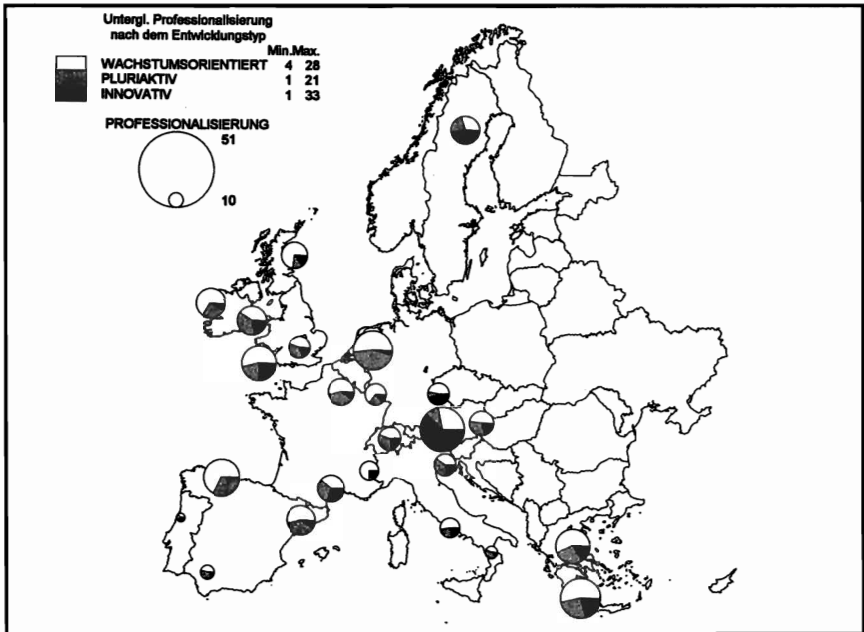 Untergl. Professionalisierung
nach dem Entwicklungstyp
Min.Max.
WACHSTUMSORIENTIERT 4 28
PLURIAKTIV 1 21
INNOVATIV 1 33
PROFESSIONALISIERUNG
51
10